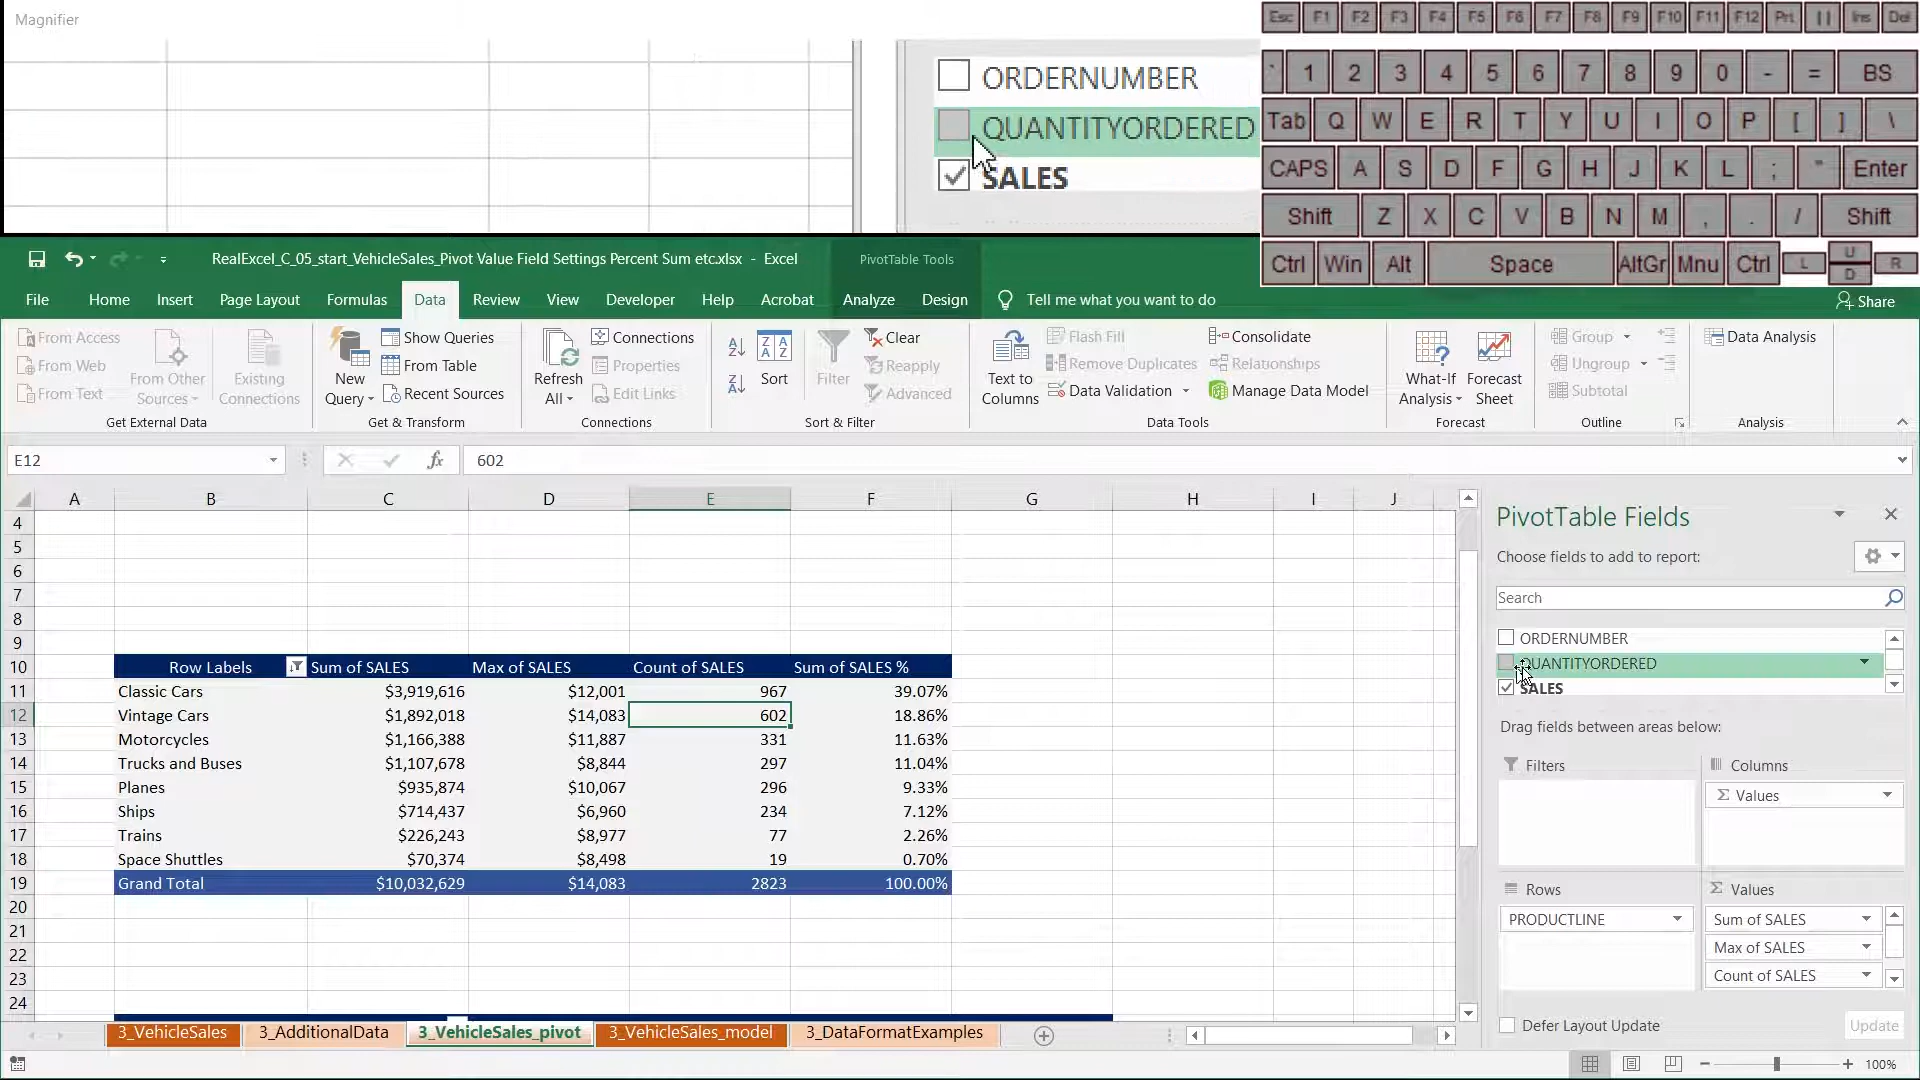 Magnifier
ORDERNUMBER
QUANTITYORDERED
SALES
Esc F1 F2 F3 F4 F5 F6 F7 F8 F9 F10 F11 F12 Prt Ins Del
` 1 2 3 4 5 6 7 8 9 0 - = BS
Tab Q W E R T Y U I O P [ ] \
CAPS A S D F G H J K L ; " Enter
Shift Z X C V B N M , . / Shift
Ctrl Win Alt Space AltGr Mnu Ctrl L U D R
RealExcel_C_05_start_VehicleSales_Pivot Value Field Settings Percent Sum etc.xlsx - Excel
PivotTable Tools
File Home Insert Page Layout Formulas Data Review View Developer Help Acrobat Analyze Design Tell me what you want to do Share
From Access
From Web
From Text
From Other Sources
Existing Connections
Get External Data
New Query
Show Queries
From Table
Recent Sources
Get & Transform
Refresh All
Connections
Properties
Edit Links
Connections
Sort
Filter
Clear
Reapply
Advanced
Sort & Filter
Text to Columns
Flash Fill
Remove Duplicates
Data Validation
Consolidate
Relationships
Manage Data Model
Data Tools
What-If Analysis
Forecast Sheet
Forecast
Group
Ungroup
Subtotal
Outline
Data Analysis
Analysis
E12 fx 602
A B C D E F G H I J
4
5
6
7
8
9
10 Row Labels Sum of SALES Max of SALES Count of SALES Sum of SALES %
11 Classic Cars $3,919,616 $12,001 967 39.07%
12 Vintage Cars $1,892,018 $14,083 602 18.86%
13 Motorcycles $1,166,388 $11,887 331 11.63%
14 Trucks and Buses $1,107,678 $8,844 297 11.04%
15 Planes $935,874 $10,067 296 9.33%
16 Ships $714,437 $6,960 234 7.12%
17 Trains $226,243 $8,977 77 2.26%
18 Space Shuttles $70,374 $8,498 19 0.70%
19 Grand Total $10,032,629 $14,083 2823 100.00%
20
21
22
23
24
PivotTable Fields
Choose fields to add to report:
Search
ORDERNUMBER
QUANTITYORDERED
SALES
Drag fields between areas below:
Filters
Columns
Σ Values
Rows
PRODUCTLINE
Σ Values
Sum of SALES
Max of SALES
Count of SALES
Defer Layout Update Update
3_VehicleSales 3_AdditionalData 3_VehicleSales_pivot 3_VehicleSales_model 3_DataFormatExamples
100%